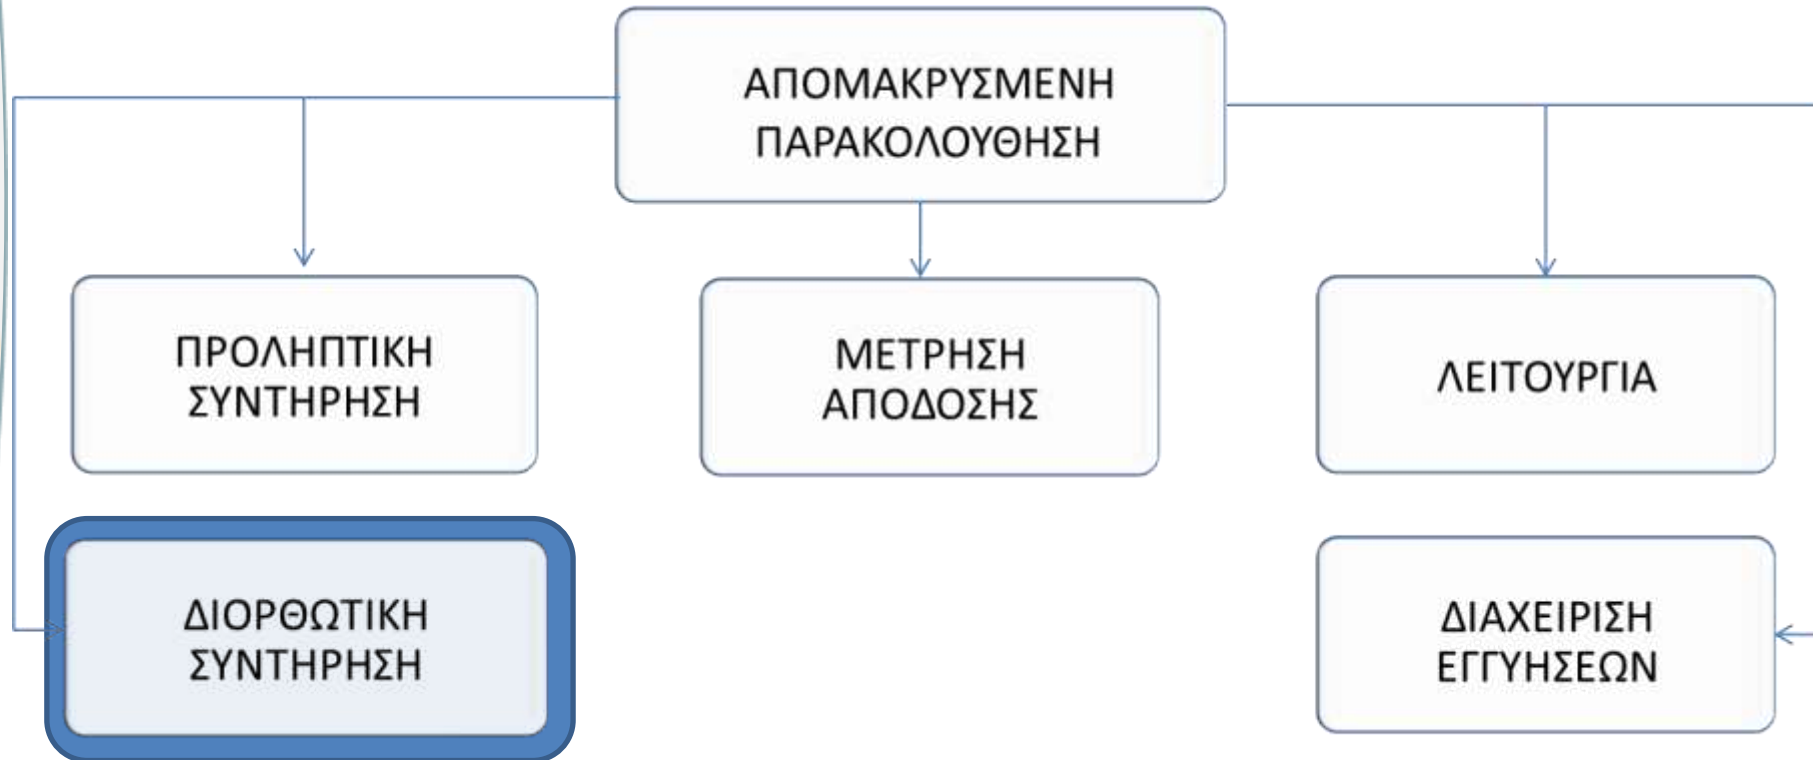 ΑΠΟΜΑΚΡΥΣΜΕΝΗ
ΠΑΡΑΚΟΛΟΥΘΗΣΗ
ΠΡΟΛΗΠΤΙΚΗ
ΣΥΝΤΗΡΗΣΗ
ΜΕΤΡΗΣΗ
ΑΠΟΔΟΣΗΣ
ΛΕΙΤΟΥΡΓΙΑ
ΔΙΟΡΘΩΤΙΚΗ
ΣΥΝΤΗΡΗΣΗ
ΔΙΑΧΕΙΡΙΣΗ
ΕΓΓΥΗΣΕΩΝ